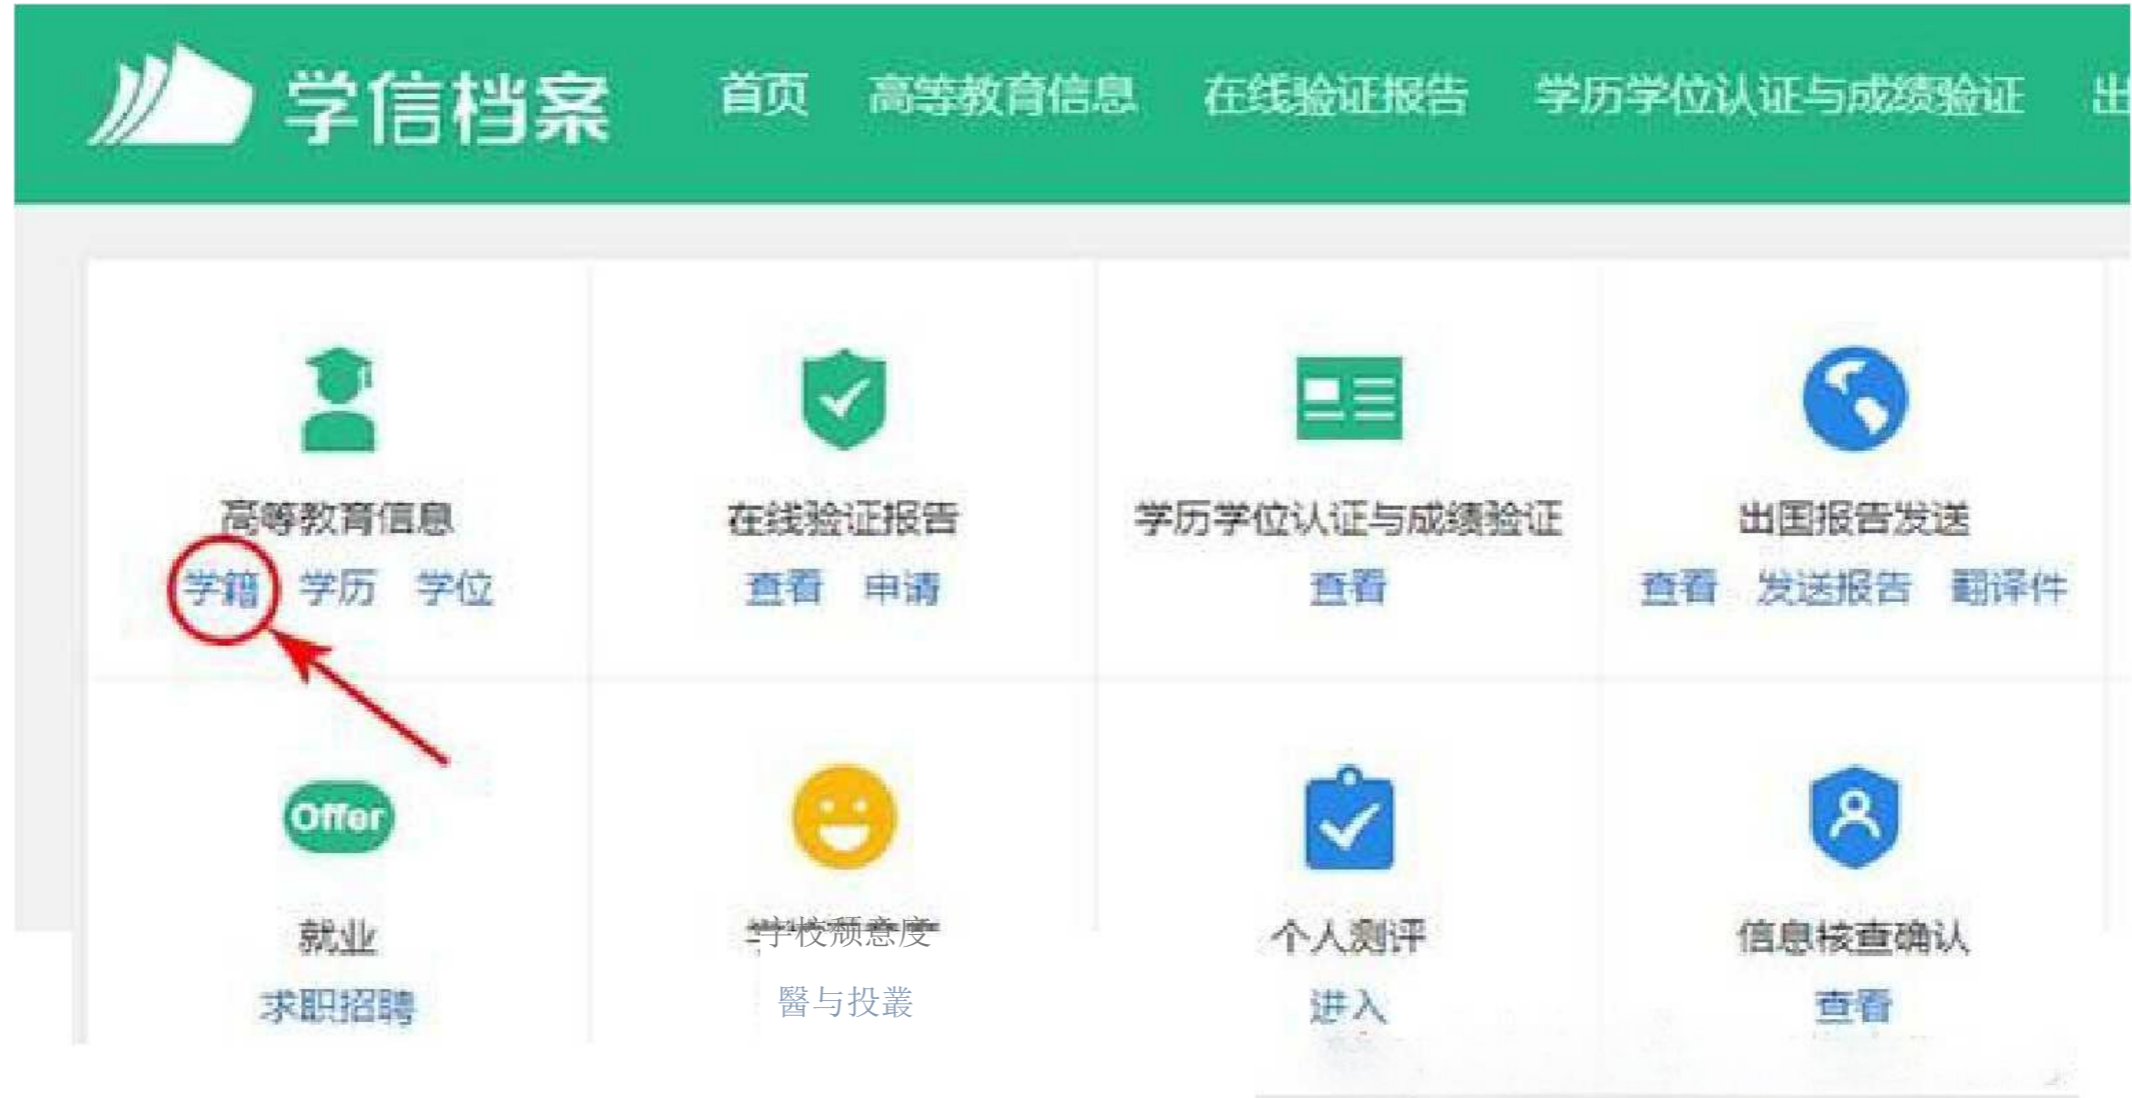 学信档案 首页 高等教育信息 在线验证报告 学历学位认证与成绩验证 出
高等教育信息 在线验证报告 学历学位认证与成绩验证 出国报告发送
学籍 学历 学位 查看 申请 查看 查看 发送报告 翻译件
Offer
就业 字校颓意度 个人测评 信息核查确认
求职招聘 醫与投叢 进入 查看